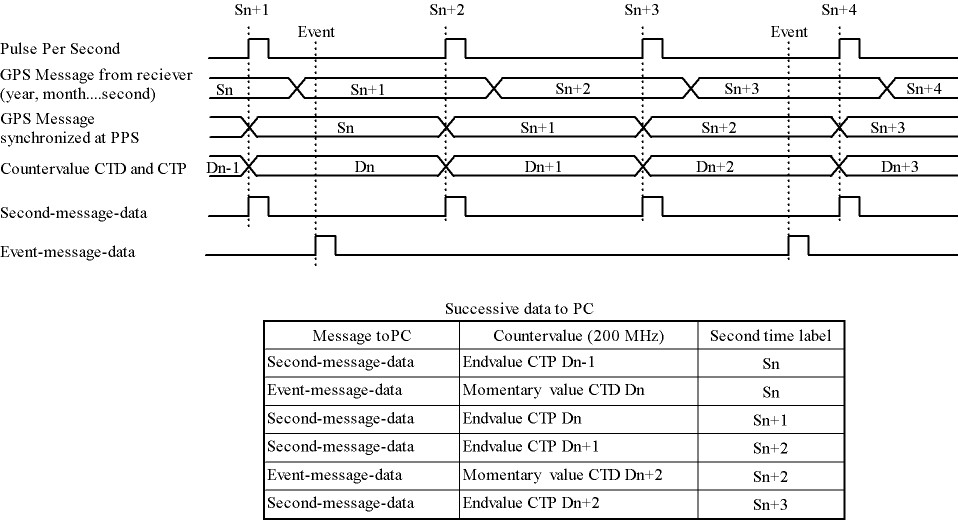 Sn+1 Sn+2 Sn+3 Sn+4
Event Event
Pulse Per Second
GPS Message from reciever
(year, month....second)
Sn Sn+1 Sn+2 Sn+3 Sn+4
GPS Message
synchronized at PPS
Sn Sn+1 Sn+2 Sn+3
Countervalue CTD and CTP Dn-1 Dn Dn+1 Dn+2 Dn+3
Second-message-data
Event-message-data
Successive data to PC
Message toPC Countervalue (200 MHz) Second time label
Second-message-data Endvalue CTP Dn-1 Sn
Event-message-data Momentary value CTD Dn Sn
Second-message-data Endvalue CTP Dn Sn+1
Second-message-data Endvalue CTP Dn+1 Sn+2
Event-message-data Momentary value CTD Dn+2 Sn+2
Second-message-data Endvalue CTP Dn+2 Sn+3